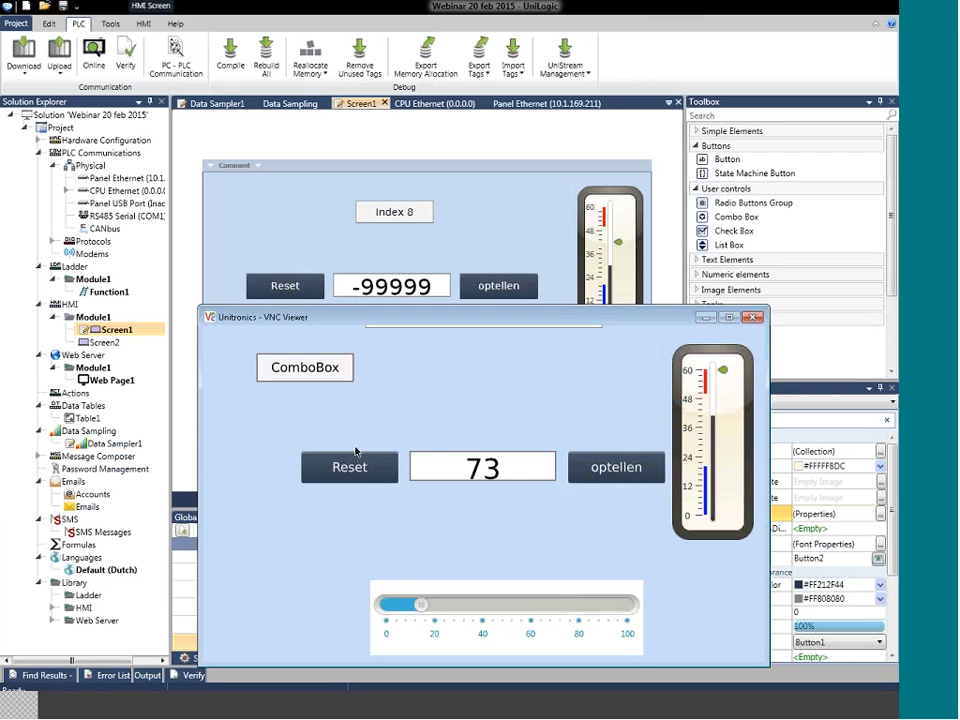 HMI Screen
Webinar 20 feb 2015 - UniLogic
Project Edit PLC Tools HMI Help
Download Upload Online Verify PC - PLC Communication Compile Rebuild All Reallocate Memory Remove Unused Tags Export Memory Allocation Export Tags Import Tags UniStream Management
Communication Debug
Solution Explorer
Data Sampler1 Data Sampling Screen1 CPU Ethernet (0.0.0.0) Panel Ethernet (10.1.169.211)
Toolbox
Search
Solution 'Webinar 20 feb 2015'
Project
Hardware Configuration
PLC Communications
Physical
Panel Ethernet (10.1.
CPU Ethernet (0.0.0.
Panel USB Port (Inac
RS485 Serial (COM1
CANbus
Protocols
Modems
Ladder
Module1
Function1
HMI
Module1
Screen1
Screen2
Web Server
Module1
Web Page1
Actions
Data Tables
Table1
Data Sampling
Data Sampler1
Message Composer
Password Management
Emails
Accounts
Emails
SMS
SMS Messages
Formulas
Languages
Default (Dutch)
Library
Ladder
HMI
Web Server
Find Results Error List Output Verify
Comment
Index 8
Reset -99999 optellen
60
48
36
24
12
Simple Elements
Buttons
Button
State Machine Button
User controls
Radio Buttons Group
Combo Box
Check Box
List Box
Text Elements
Numeric elements
Image Elements
Unitronics - VNC Viewer
ComboBox
Reset 73 optellen
60
48
36
24
12
0
0 20 40 60 80 100
Globa
(Collection)
#FFFFF8DC
Empty Image
Empty Image
(Properties)
<Empty>
(Font Properties)
Button2
#FF212F44
#FF808080
0
100%
Button1
<Empty>